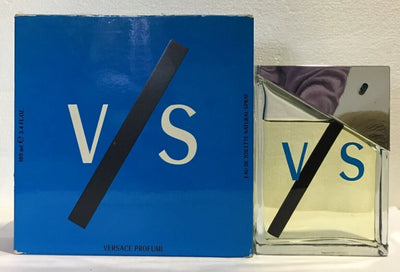 100 ml e 3.4 FL.OZ
V/S
EAU DE TOILETTE NATURAL SPRAY
VERSACE PROFUMI
V/S